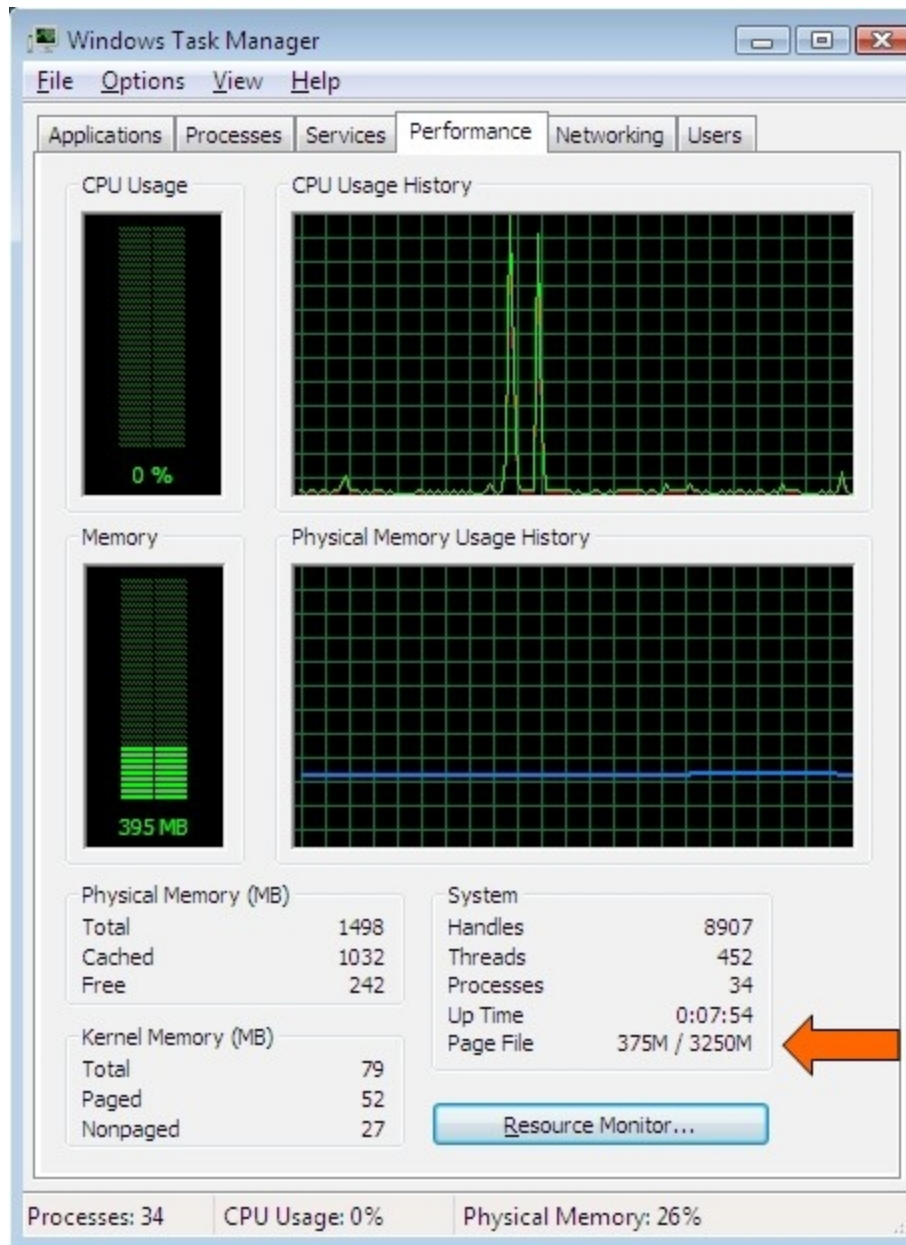 Windows Task Manager
File Options View Help
Applications Processes Services Performance Networking Users
CPU Usage
CPU Usage History
0 %
Memory
Physical Memory Usage History
395 MB
Physical Memory (MB)
Total 1498
Cached 1032
Free 242
Kernel Memory (MB)
Total 79
Paged 52
Nonpaged 27
System
Handles 8907
Threads 452
Processes 34
Up Time 0:07:54
Page File 375M / 3250M
Resource Monitor...
Processes: 34 CPU Usage: 0% Physical Memory: 26%